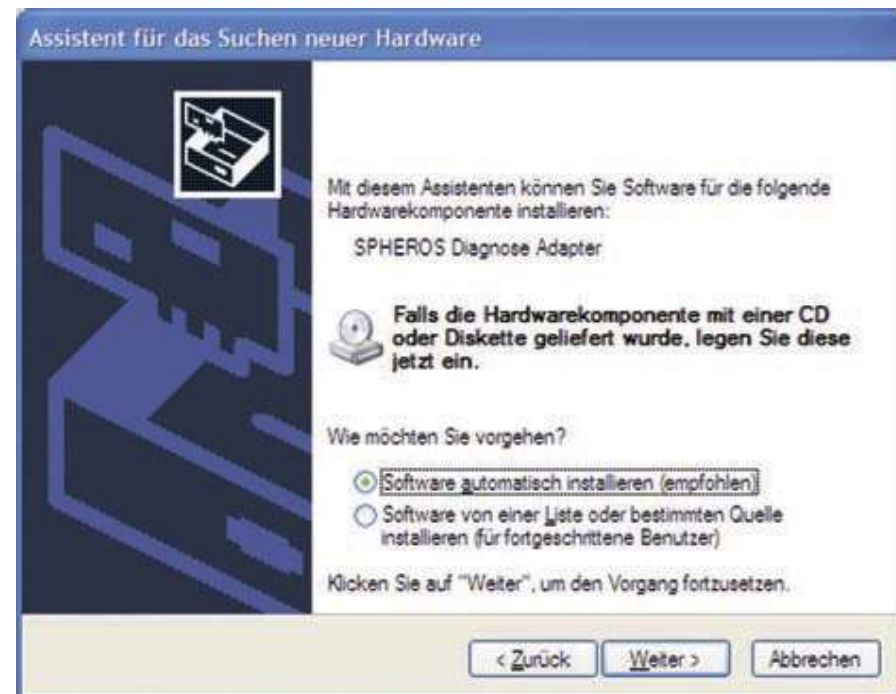 Assistent für das Suchen neuer Hardware
Mit diesem Assistenten können Sie Software für die folgende
Hardwarekomponente installieren:
SPHEROS Diagnose Adapter
Falls die Hardwarekomponente mit einer CD
oder Diskette geliefert wurde, legen Sie diese
jetzt ein.
Wie möchten Sie vorgehen?
Software automatisch installieren (empfohlen)
Software von einer Liste oder bestimmten Quelle
installieren (für fortgeschrittene Benutzer)
Klicken Sie auf "Weiter", um den Vorgang fortzusetzen.
< Zurück Weiter > Abbrechen